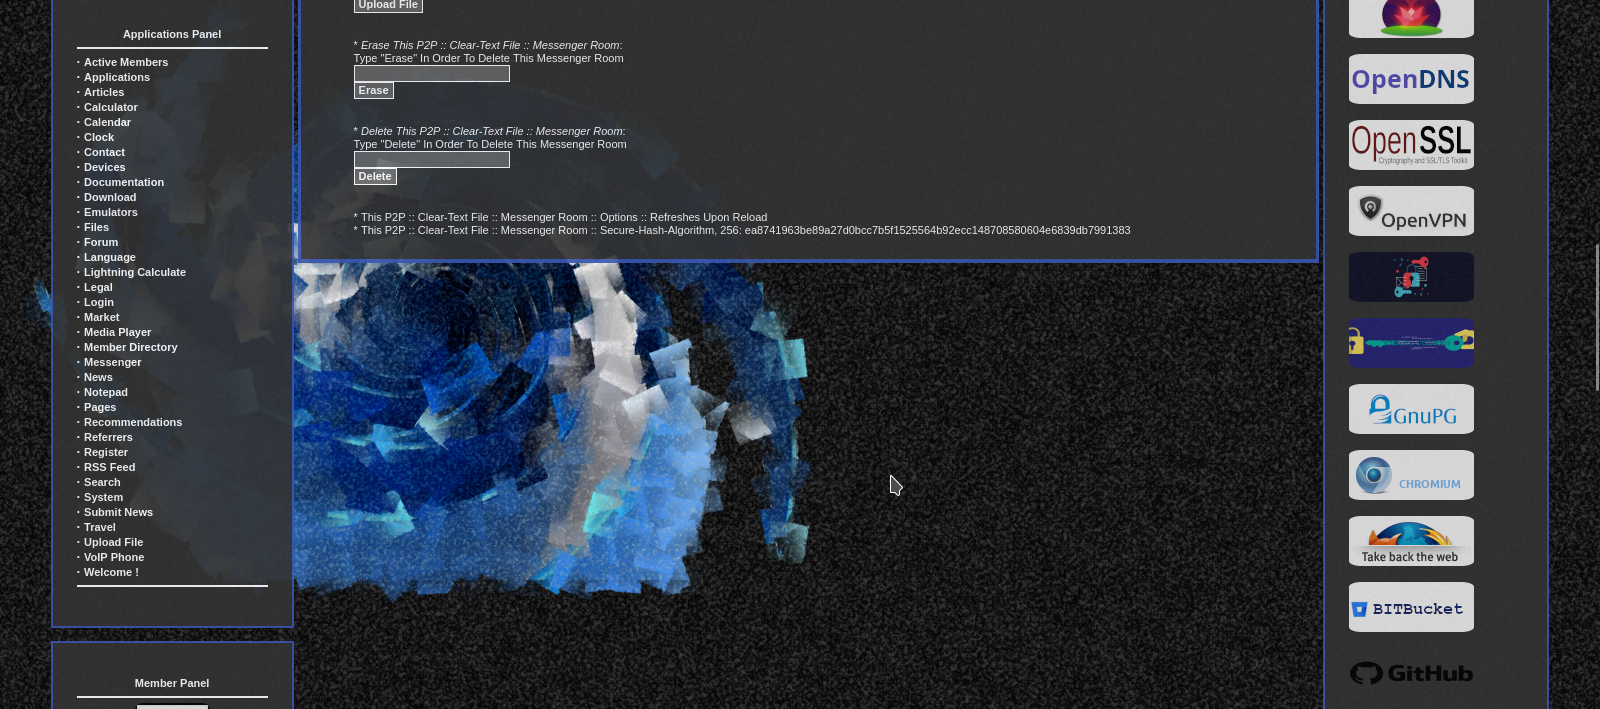 Applications Panel
· Active Members
· Applications
· Articles
· Calculator
· Calendar
· Clock
· Contact
· Devices
· Documentation
· Download
· Emulators
· Files
· Forum
· Language
· Lightning Calculate
· Legal
· Login
· Market
· Media Player
· Member Directory
· Messenger
· News
· Notepad
· Pages
· Recommendations
· Referrers
· Register
· RSS Feed
· Search
· System
· Submit News
· Travel
· Upload File
· VoIP Phone
· Welcome !
Member Panel
Upload File
* Erase This P2P :: Clear-Text File :: Messenger Room:
Type "Erase" In Order To Delete This Messenger Room
Erase
* Delete This P2P :: Clear-Text File :: Messenger Room:
Type "Delete" In Order To Delete This Messenger Room
Delete
* This P2P :: Clear-Text File :: Messenger Room :: Options :: Refreshes Upon Reload
* This P2P :: Clear-Text File :: Messenger Room :: Secure-Hash-Algorithm, 256: ea8741963be89a27d0bcc7b5f1525564b92ecc148708580604e6839db7991383
OpenDNS
OpenSSL
Cryptography and SSL/TLS Toolkit
OpenVPN
GnuPG
CHROMIUM
Take back the web
BITBucket
GitHub